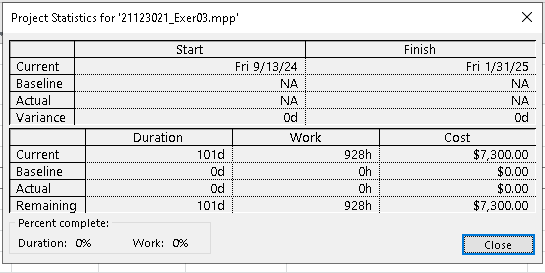 Project Statistics for '21123021_Exer03.mpp'
Start Finish
Current Fri 9/13/24 Fri 1/31/25
Baseline NA NA
Actual NA NA
Variance 0d 0d
Duration Work Cost
Current 101d 928h $7,300.00
Baseline 0d 0h $0.00
Actual 0d 0h $0.00
Remaining 101d 928h $7,300.00
Percent complete:
Duration: 0% Work: 0%
Close